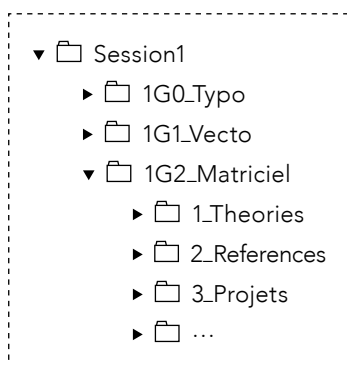 Session1
1G0_Typo
1G1_Vecto
1G2_Matriciel
1_Theories
2_References
3_Projets
...